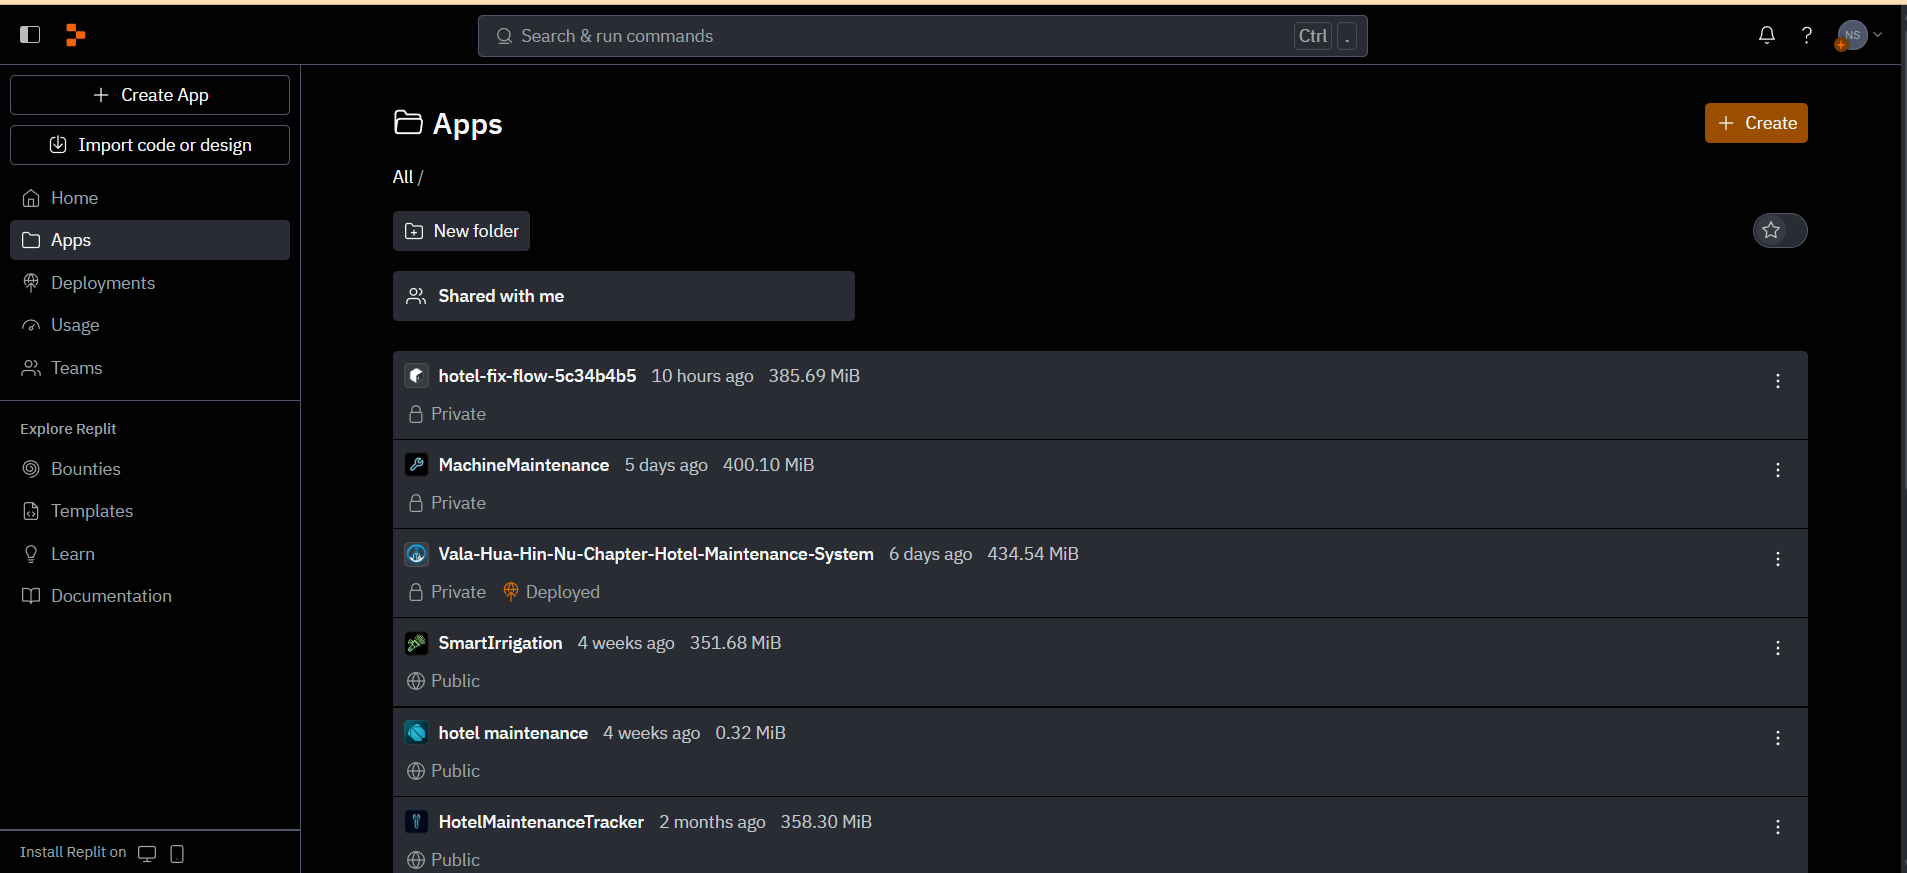 Search & run commands Ctrl .
NS
Create App
Import code or design
Home
Apps
Deployments
Usage
Teams
Explore Replit
Bounties
Templates
Learn
Documentation
Install Replit on
Apps
Create
All /
New folder
Shared with me
hotel-fix-flow-5c34b4b5 10 hours ago 385.69 MiB
Private
MachineMaintenance 5 days ago 400.10 MiB
Private
Vala-Hua-Hin-Nu-Chapter-Hotel-Maintenance-System 6 days ago 434.54 MiB
Private Deployed
SmartIrrigation 4 weeks ago 351.68 MiB
Public
hotel maintenance 4 weeks ago 0.32 MiB
Public
HotelMaintenanceTracker 2 months ago 358.30 MiB
Public